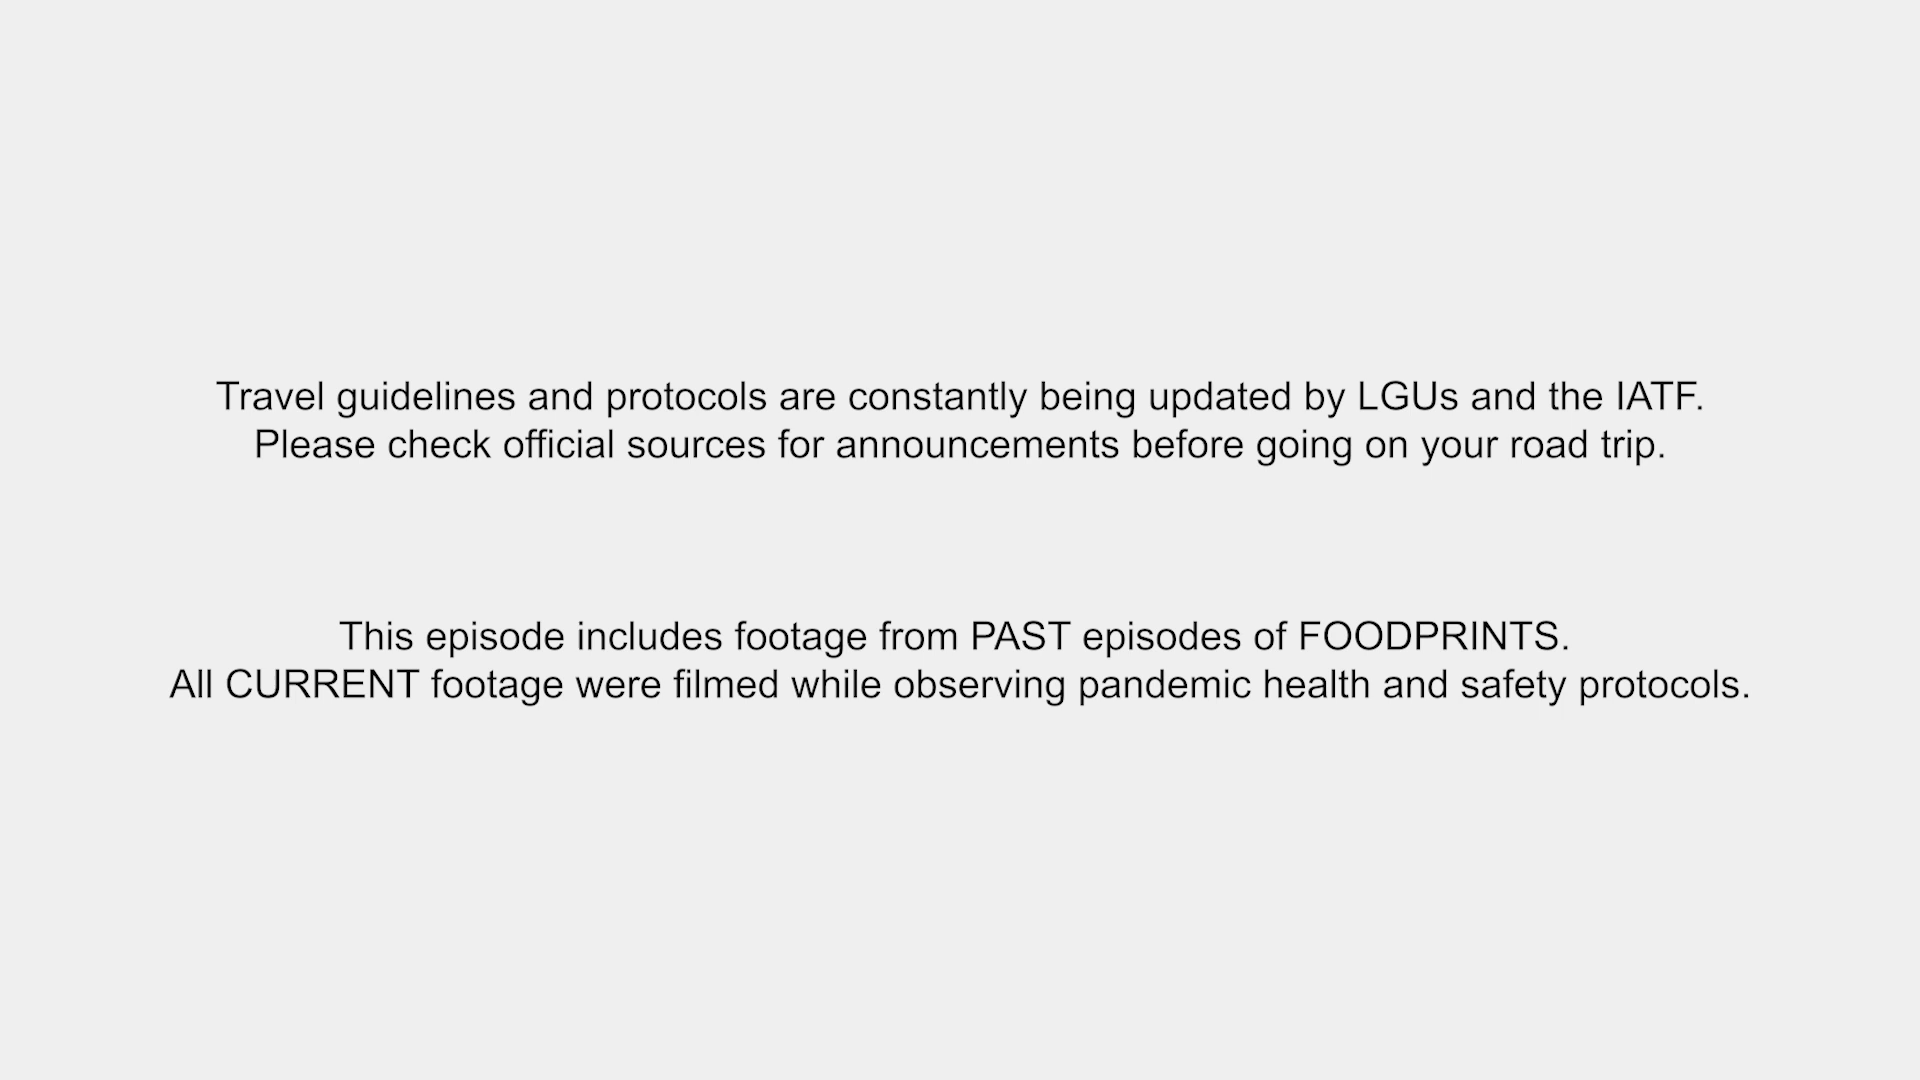 Travel guidelines and protocols are constantly being updated by LGUs and the IATF.
Please check official sources for announcements before going on your road trip.
This episode includes footage from PAST episodes of FOODPRINTS.
All CURRENT footage were filmed while observing pandemic health and safety protocols.